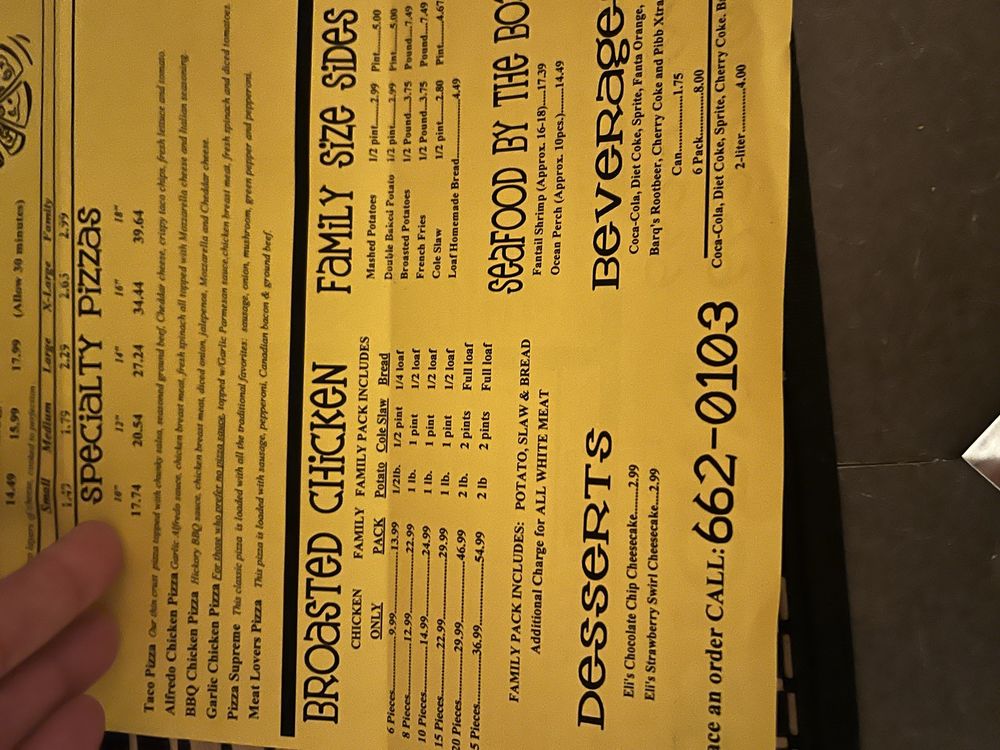 14.49 15.99 17.99 (Allow 30 minutes)
layers of cheese, cooked to perfection
Small Medium Large X-Large Family
1.47 1.79 2.29 2.65 2.99
SPECIALTY PIZZAS
10" 12" 14" 16" 18"
17.74 20.54 27.24 34.44 39.64
Taco Pizza Our thin crust pizza topped with chunky salsa, seasoned ground beef, Cheddar cheese, crispy taco chips, fresh lettuce and tomato.
Alfredo Chicken Pizza Garlic Alfredo sauce, chicken breast meat, fresh spinach all topped with Mozzarella cheese and Italian seasoning.
BBQ Chicken Pizza Hickory BBQ sauce, chicken breast meat, diced onion, jalepenos, Mozzarella and Cheddar cheese.
Garlic Chicken Pizza For those who prefer no pizza sauce, topped w/Garlic Parmesan sauce,chicken breast meat, fresh spinach and diced tomatoes.
Pizza Supreme This classic pizza is loaded with all the traditional favorites: sausage, onion, mushroom, green pepper and pepperoni.
Meat Lovers Pizza This pizza is loaded with sausage, pepperoni, Canadian bacon & ground beef.
BROASTED CHICKEN
CHICKEN FAMILY FAMILY PACK INCLUDES
ONLY PACK Potato Cole Slaw Bread
6 Pieces....9.99....13.99 1/2lb. 1/2 pint 1/4 loaf
8 Pieces....12.99....22.99 1 lb. 1 pint 1/2 loaf
10 Pieces....14.99....24.99 1 lb. 1 pint 1/2 loaf
15 Pieces....22.99....29.99 1 lb. 1 pint 1/2 loaf
20 Pieces....29.99....46.99 2 lb. 2 pints Full loaf
5 Pieces....36.99....54.99 2 lb 2 pints Full loaf
FAMILY PACK INCLUDES: POTATO, SLAW & BREAD
Additional Charge for ALL WHITE MEAT
DESSERTS
Eli's Chocolate Chip Cheesecake........2.99
Eli's Strawberry Swirl Cheesecake.....2.99
FAMILY SIZE SIDES
Mashed Potatoes 1/2 pint......2.99 Pint.....5.00
Double Baked Potato 1/2 pint......2.99 Pint.....5.00
Broasted Potatoes 1/2 Pound...3.75 Pound...7.49
French Fries 1/2 Pound...3.75 Pound...7.49
Cole Slaw 1/2 pint......2.80 Pint.....4.67
Loaf Homemade Bread....................4.49
SEAFOOD BY THE BO
Fantail Shrimp (Approx. 16-18).....17.39
Ocean Perch (Approx. 10pcs.).......14.49
BEVERAGE
Coca-Cola, Diet Coke, Sprite, Fanta Orange,
Barq's Rootbeer, Cherry Coke and Pibb Xtra
Can...............1.75
6 Pack...........8.00
Coca-Cola, Diet Coke, Sprite, Cherry Coke, B
2-liter............4.00
ace an order CALL: 662-0103